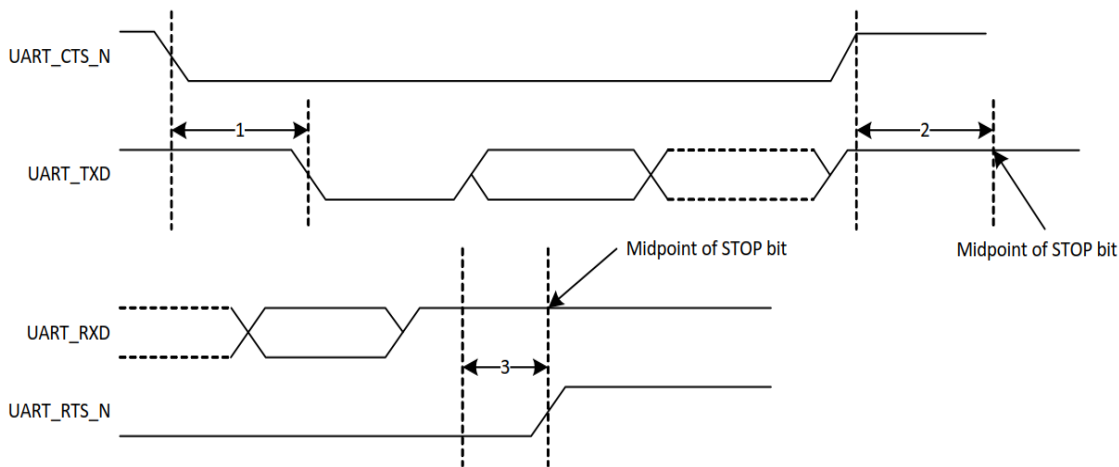 UART_CTS_N
1
2
UART_TXD
Midpoint of STOP bit
Midpoint of STOP bit
UART_RXD
3
UART_RTS_N